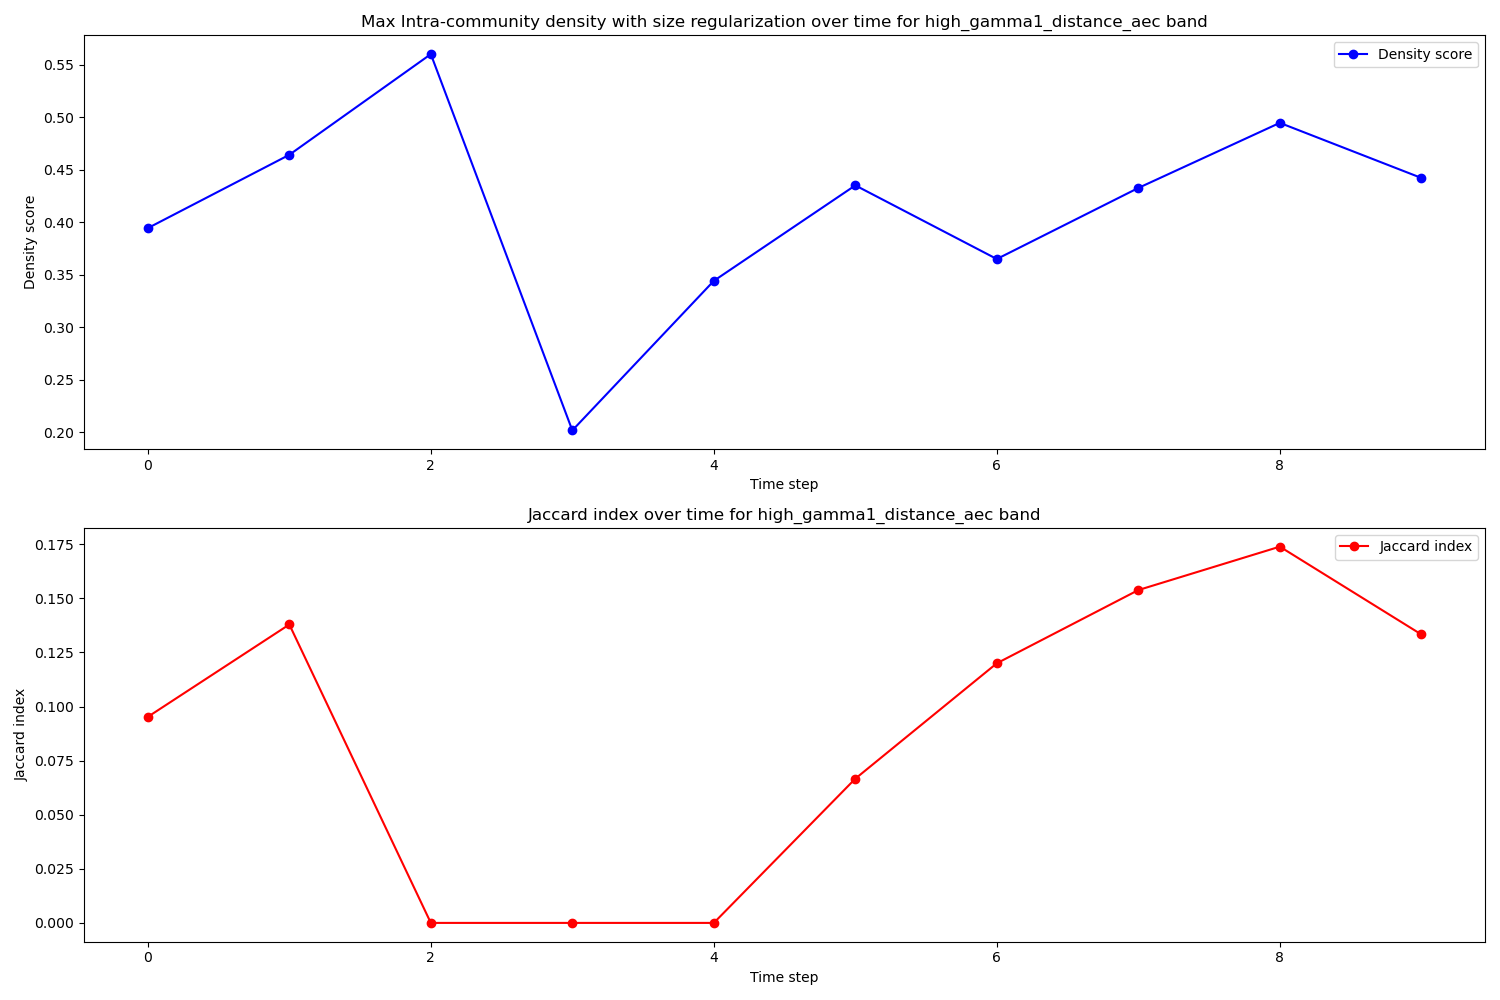 Max Intra-community density with size regularization over time for high_gamma1_distance_aec band
Density score
0.55
0.50
0.45
0.40
0.35
0.30
0.25
0.20
Density score
0 2 4 6 8
Time step
Jaccard index over time for high_gamma1_distance_aec band
Jaccard index
0.175
0.150
0.125
0.100
0.075
0.050
0.025
0.000
Jaccard index
0 2 4 6 8
Time step